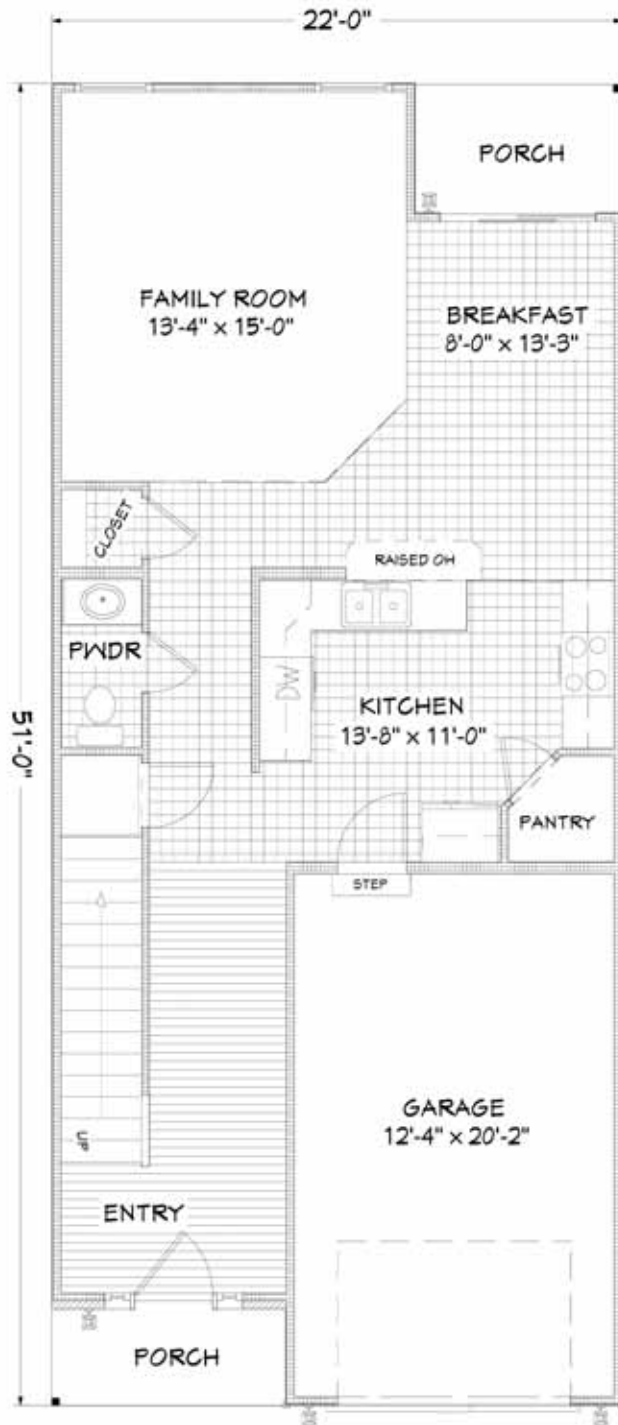 22'-0"
PORCH
FAMILY ROOM
13'-4" x 15'-0"
BREAKFAST
8'-0" x 13'-3"
CLOSET
RAISED OH
PWDR
DW
KITCHEN
13'-8" x 11'-0"
51'-0"
PANTRY
STEP
GARAGE
12'-4" x 20'-2"
UP
ENTRY
PORCH